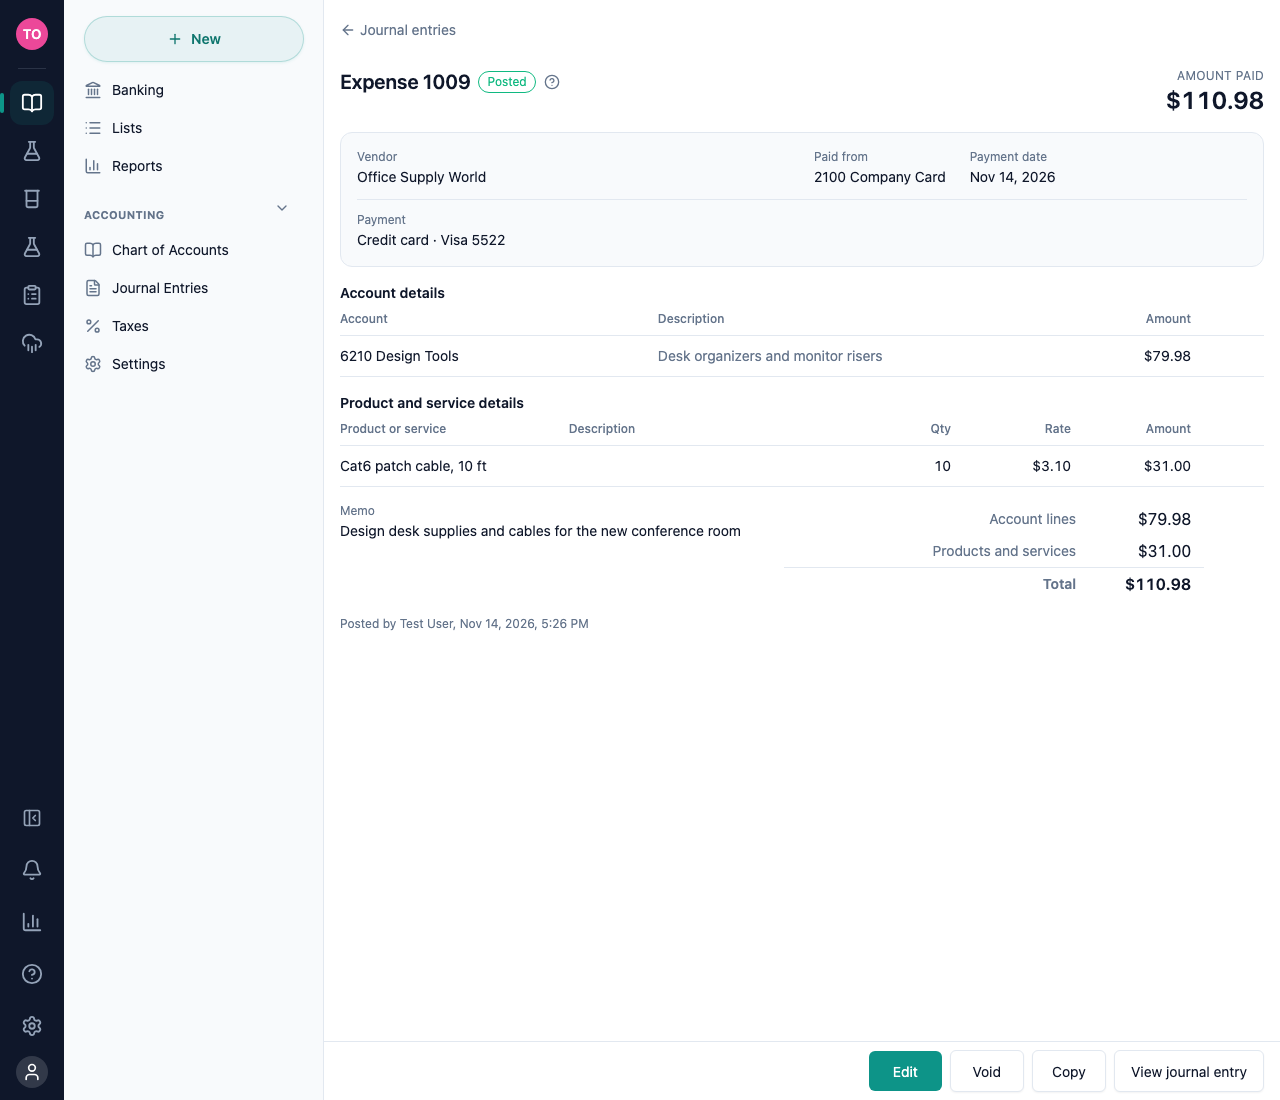 TO
New
Banking
Lists
Reports
ACCOUNTING
Chart of Accounts
Journal Entries
Taxes
Settings
Journal entries
Expense 1009
Posted
AMOUNT PAID
$110.98
Vendor
Office Supply World
Paid from
2100 Company Card
Payment date
Nov 14, 2026
Payment
Credit card · Visa 5522
Account details
Account Description Amount
6210 Design Tools Desk organizers and monitor risers $79.98
Product and service details
Product or service Description Qty Rate Amount
Cat6 patch cable, 10 ft 10 $3.10 $31.00
Memo
Design desk supplies and cables for the new conference room
Account lines $79.98
Products and services $31.00
Total $110.98
Posted by Test User, Nov 14, 2026, 5:26 PM
Edit
Void
Copy
View journal entry